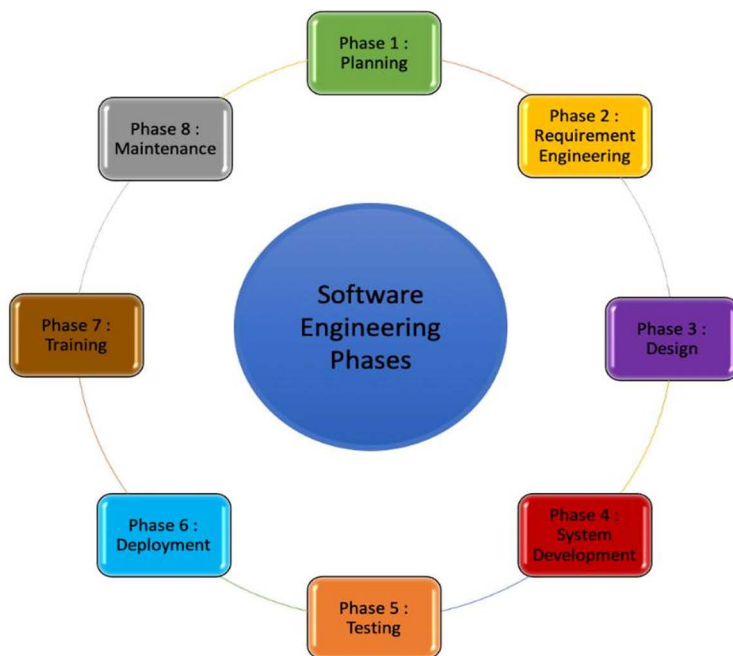 Phase 1 :
Planning
Phase 2 :
Requirement
Engineering
Phase 3 :
Design
Phase 4 :
System
Development
Phase 5 :
Testing
Phase 6 :
Deployment
Phase 7 :
Training
Phase 8 :
Maintenance
Software
Engineering
Phases